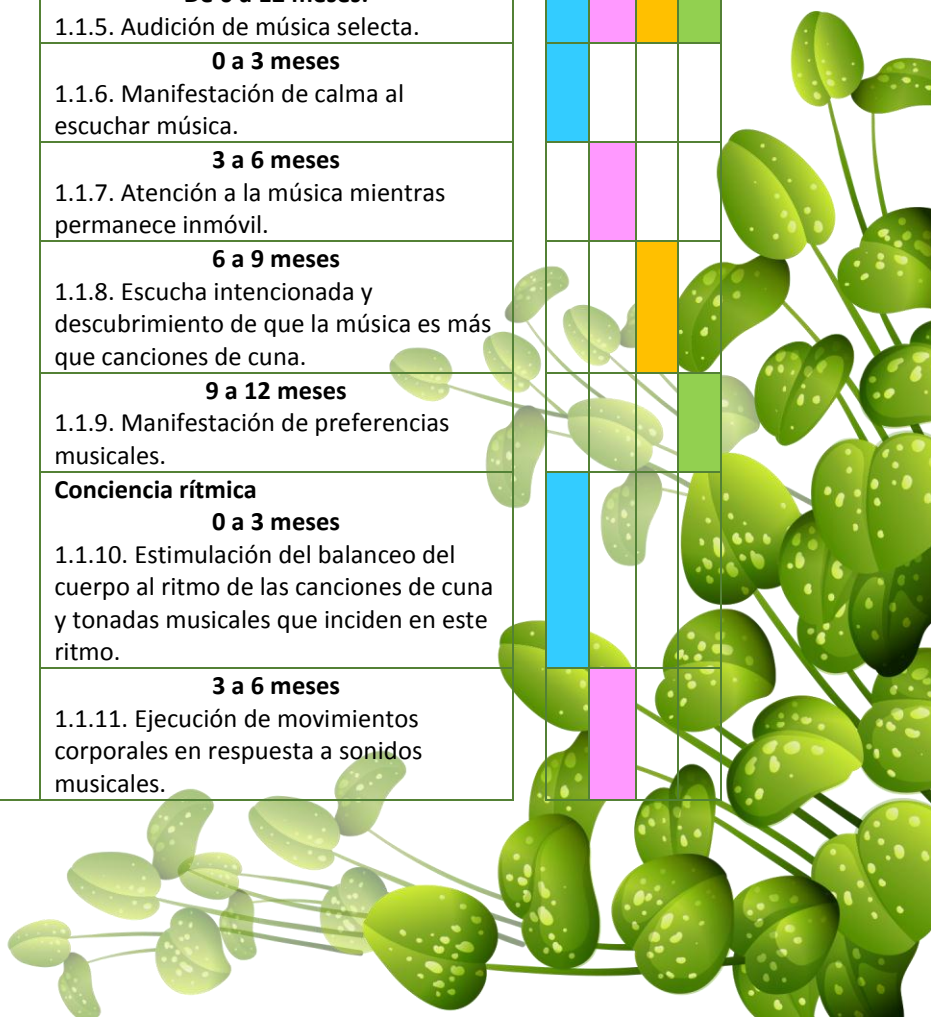 1.1.5. Audición de música selecta.
0 a 3 meses
1.1.6. Manifestación de calma al
escuchar música.
3 a 6 meses
1.1.7. Atención a la música mientras
permanece inmóvil.
6 a 9 meses
1.1.8. Escucha intencionada y
descubrimiento de que la música es más
que canciones de cuna.
9 a 12 meses
1.1.9. Manifestación de preferencias
musicales.
Conciencia rítmica
0 a 3 meses
1.1.10. Estimulación del balanceo del
cuerpo al ritmo de las canciones de cuna
y tonadas musicales que inciden en este
ritmo.
3 a 6 meses
1.1.11. Ejecución de movimientos
corporales en respuesta a sonidos
musicales.